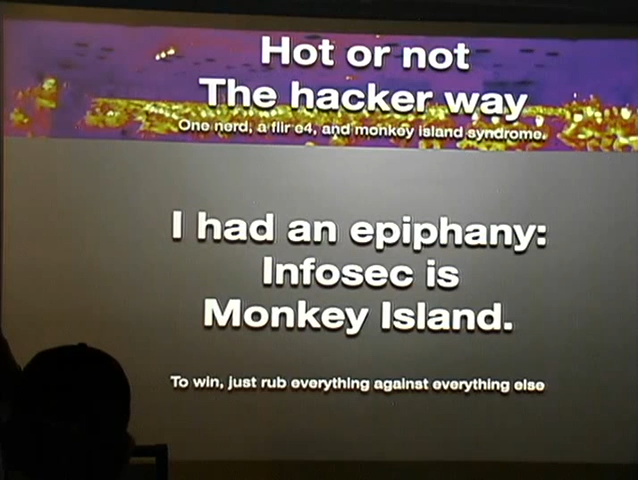 Hot or not
The hacker way
One nerd, a flir e4, and monkey island syndrome.
I had an epiphany:
Infosec is
Monkey Island.
To win, just rub everything against everything else